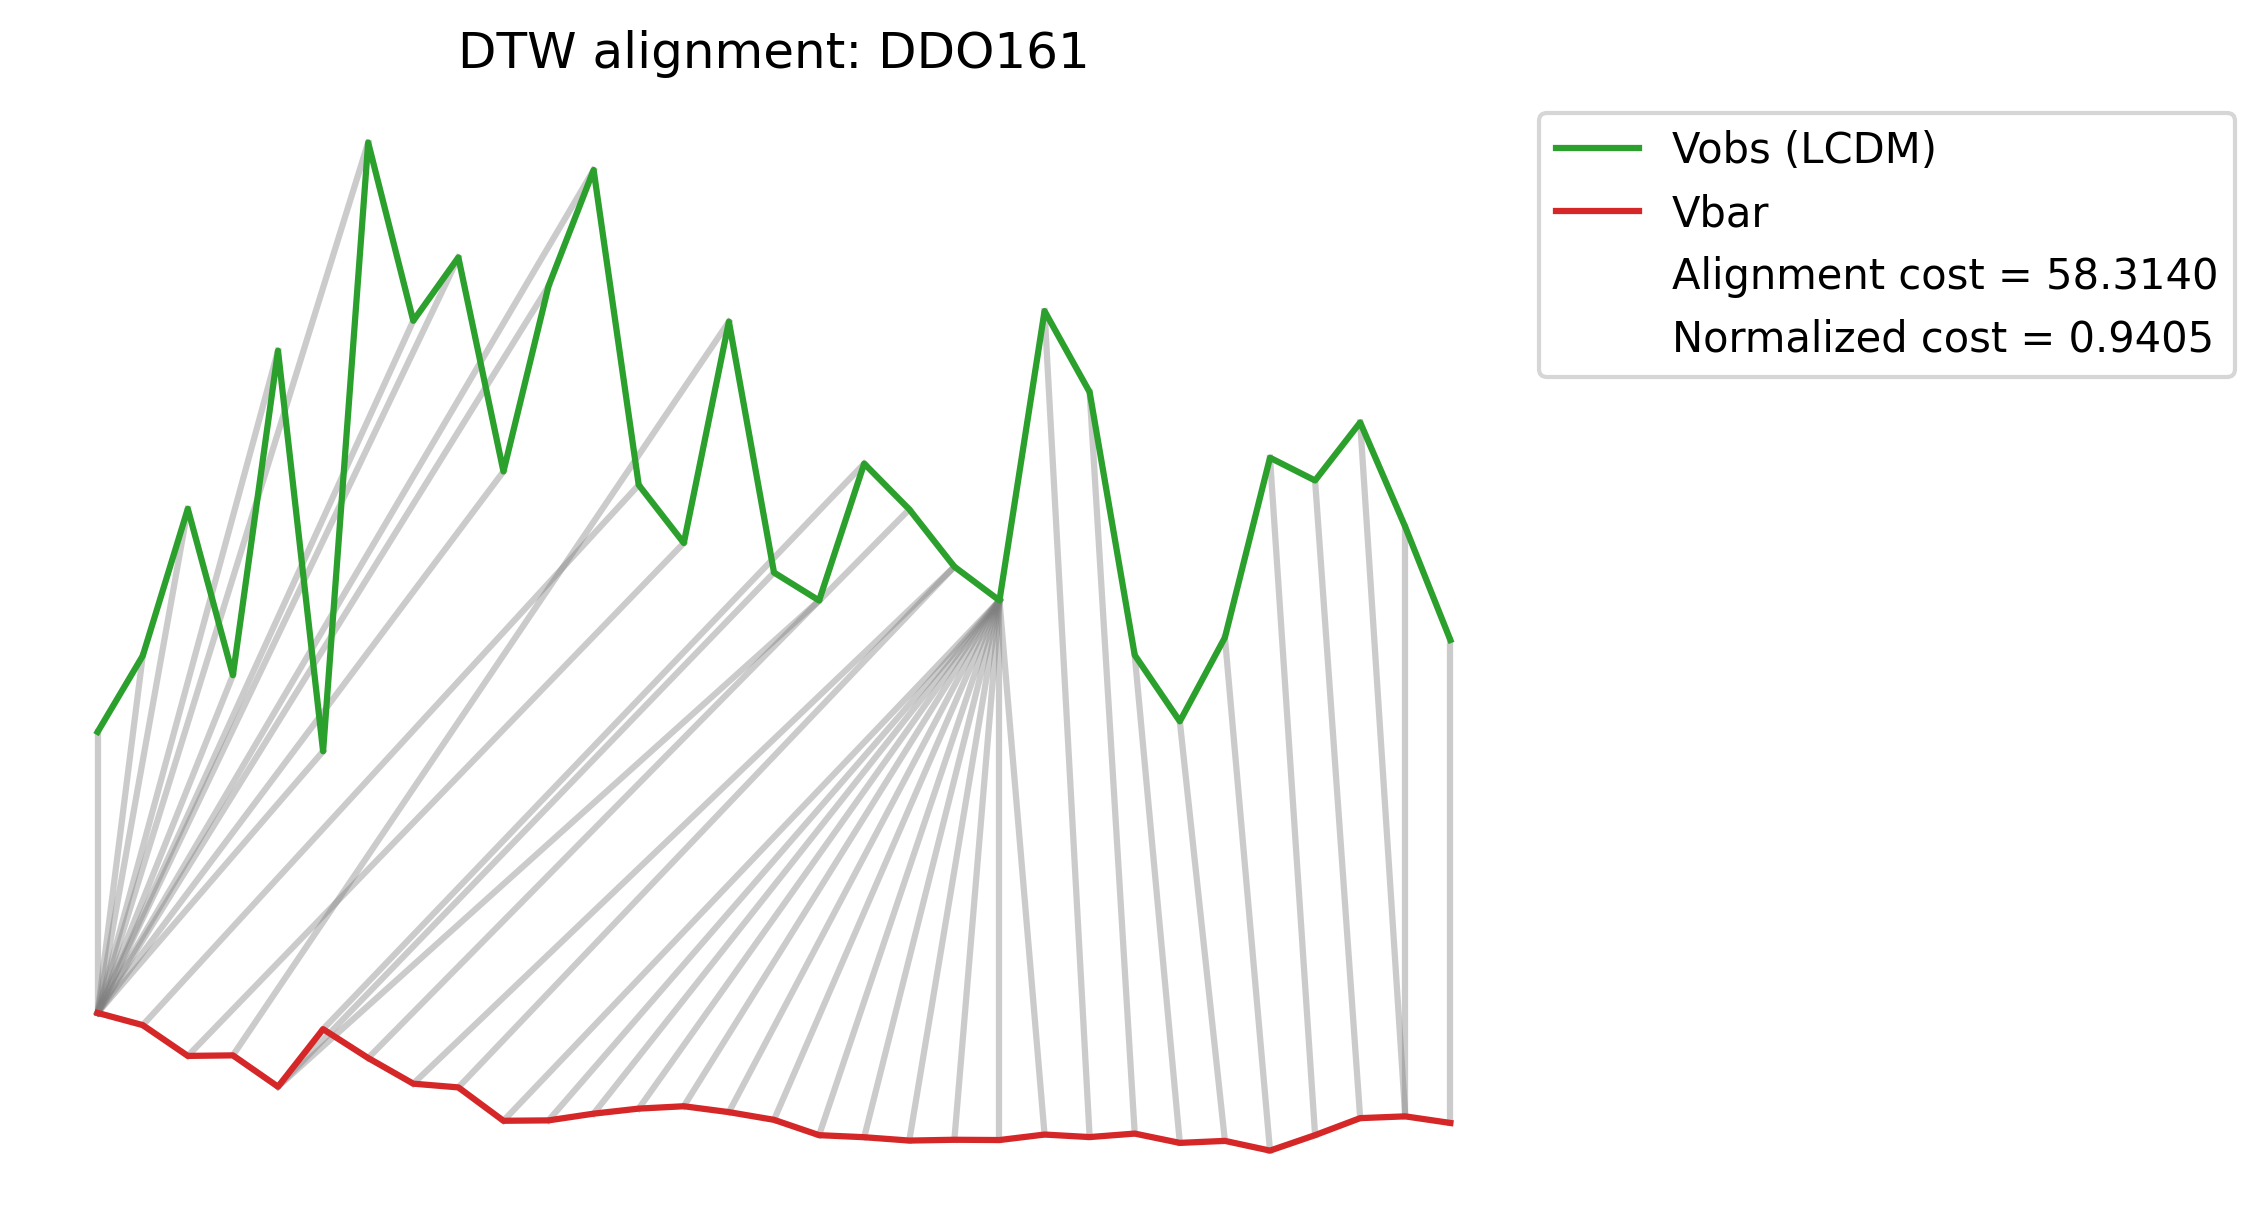 DTW alignment: DDO161
Vobs (LCDM)
Vbar
Alignment cost = 58.3140
Normalized cost = 0.9405